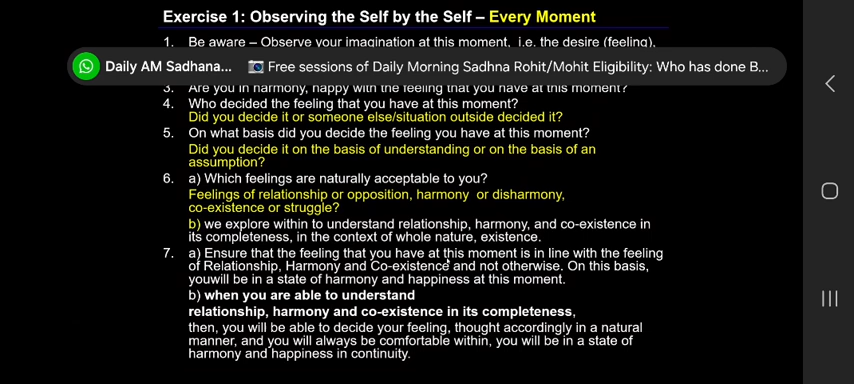 Exercise 1: Observing the Self by the Self – Every Moment
1. Be aware – Observe your imagination at this moment, i.e. the desire (feeling),
Daily AM Sadhana... Free sessions of Daily Morning Sadhna Rohit/Mohit Eligibility: Who has done B...
3. Are you in harmony, happy with the feeling that you have at this moment?
4. Who decided the feeling that you have at this moment?
Did you decide it or someone else/situation outside decided it?
5. On what basis did you decide the feeling you have at this moment?
Did you decide it on the basis of understanding or on the basis of an
assumption?
6. a) Which feelings are naturally acceptable to you?
Feelings of relationship or opposition, harmony or disharmony,
co-existence or struggle?
b) we explore within to understand relationship, harmony, and co-existence in
its completeness, in the context of whole nature, existence.
7. a) Ensure that the feeling that you have at this moment is in line with the feeling
of Relationship, Harmony and Co-existence and not otherwise. On this basis,
youwill be in a state of harmony and happiness at this moment.
b) when you are able to understand
relationship, harmony and co-existence in its completeness,
then, you will be able to decide your feeling, thought accordingly in a natural
manner, and you will always be comfortable within, you will be in a state of
harmony and happiness in continuity.